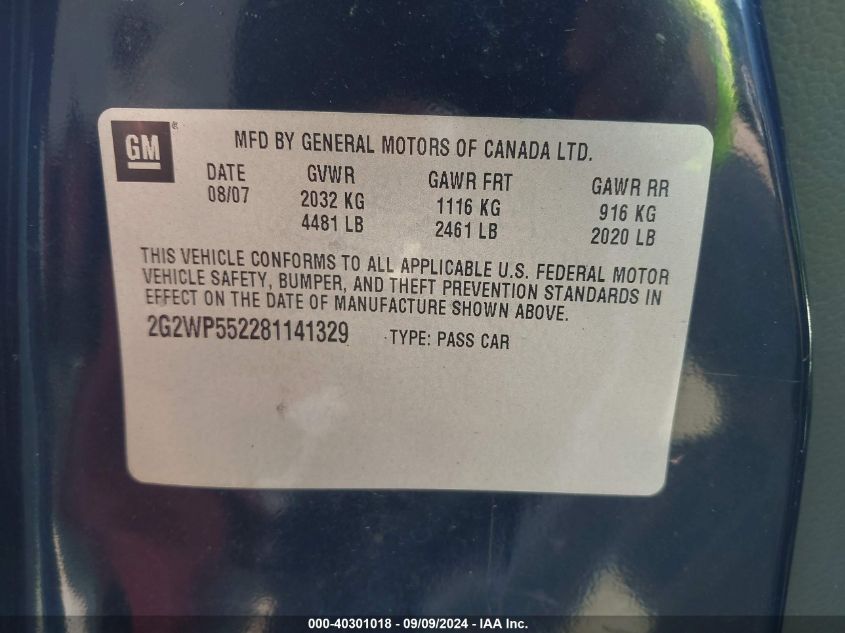 GM®
MFD BY GENERAL MOTORS OF CANADA LTD.
DATE GVWR GAWR FRT GAWR RR
08/07 2032 KG 1116 KG 916 KG
4481 LB 2461 LB 2020 LB
THIS VEHICLE CONFORMS TO ALL APPLICABLE U.S. FEDERAL MOTOR
VEHICLE SAFETY, BUMPER, AND THEFT PREVENTION STANDARDS IN
EFFECT ON THE DATE OF MANUFACTURE SHOWN ABOVE.
2G2WP552281141329 TYPE: PASS CAR
000-40301018 - 09/09/2024 - IAA Inc.